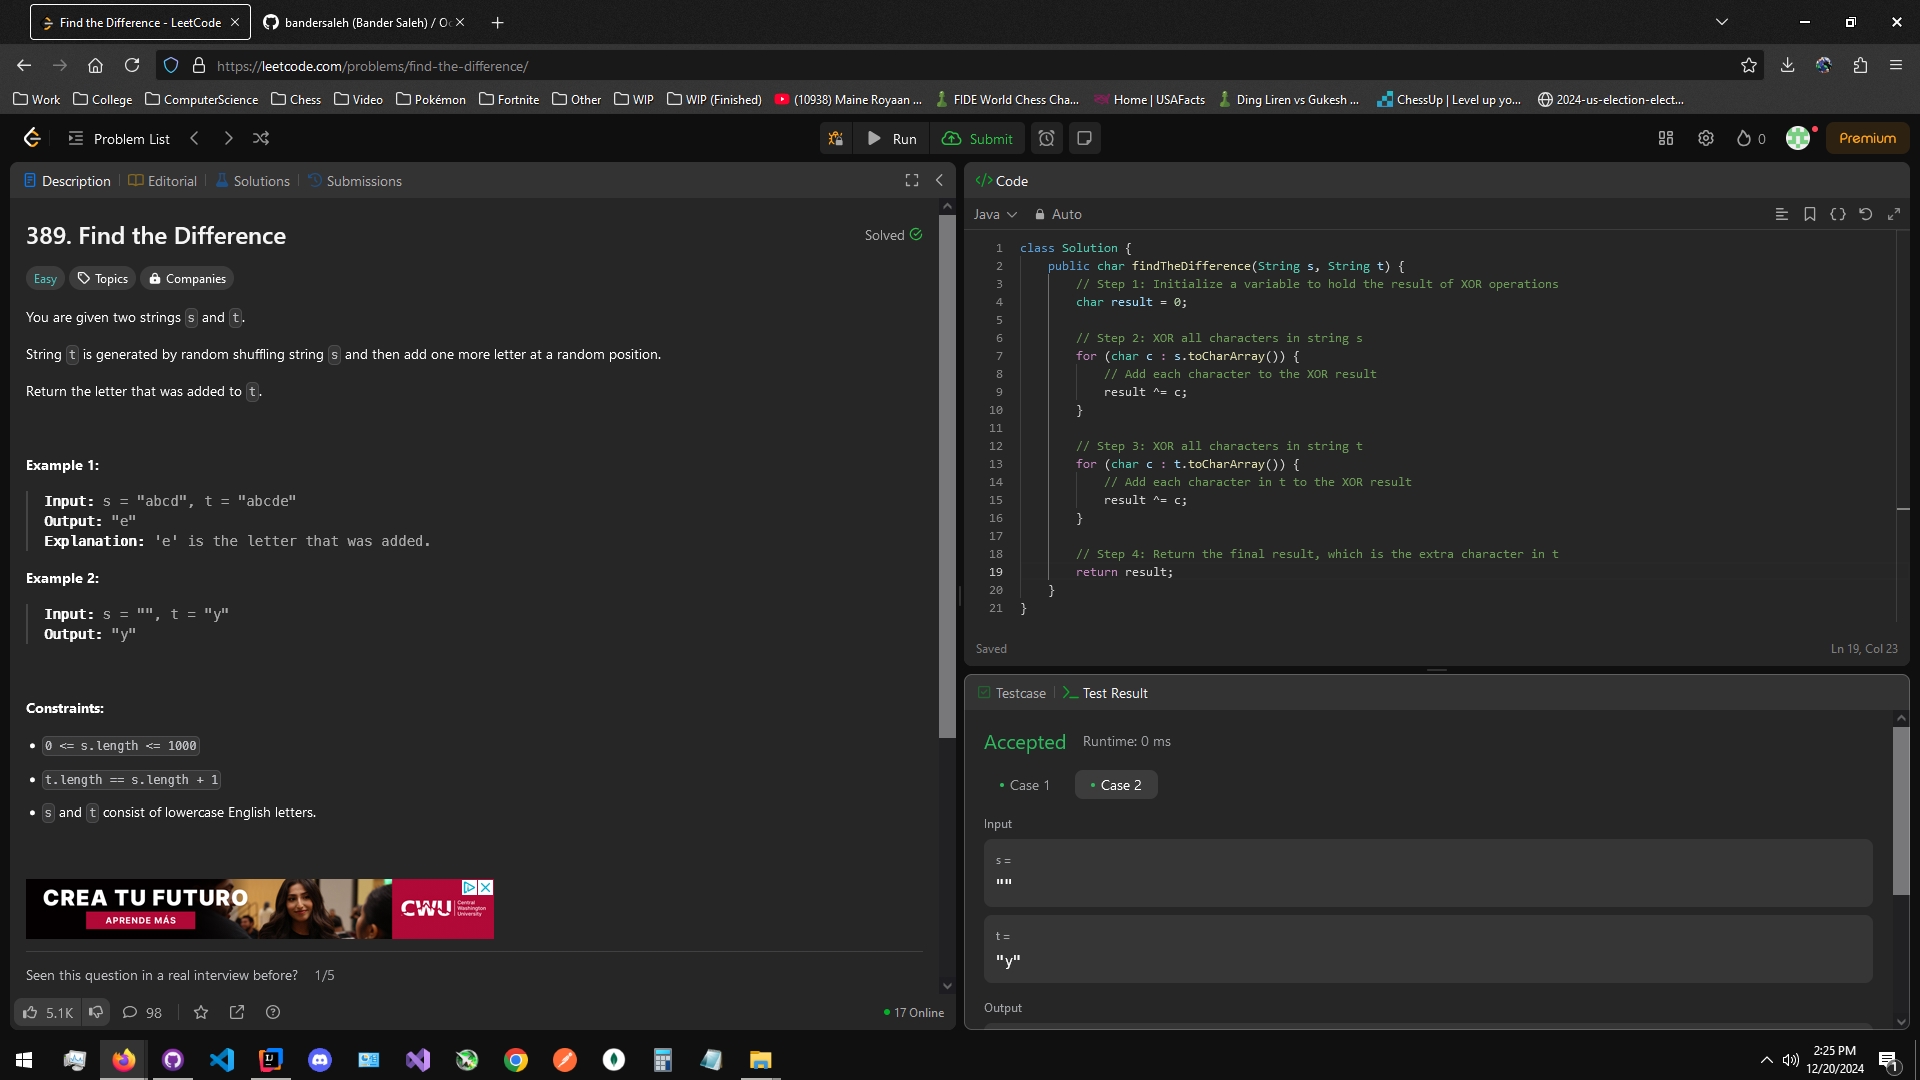 Find the Difference - LeetCode
bandersaleh (Bander Saleh) / O
https://leetcode.com/problems/find-the-difference/
Work College ComputerScience Chess Video Pokémon Fortnite Other WIP WIP (Finished) (10938) Maine Royaan ... FIDE World Chess Cha... Home | USAFacts Ding Liren vs Gukesh ... ChessUp | Level up yo... 2024-us-election-elect...
Problem List Run Submit 0 Premium
Description Editorial Solutions Submissions
389. Find the Difference
Solved
Easy Topics Companies
You are given two strings s and t.
String t is generated by random shuffling string s and then add one more letter at a random position.
Return the letter that was added to t.
Example 1:
Input: s = "abcd", t = "abcde"
Output: "e"
Explanation: 'e' is the letter that was added.
Example 2:
Input: s = "", t = "y"
Output: "y"
Constraints:
• 0 <= s.length <= 1000
• t.length == s.length + 1
• s and t consist of lowercase English letters.
CREA TU FUTURO
APRENDE MÁS
CWU Central Washington University
Seen this question in a real interview before? 1/5
5.1K 98
17 Online
</> Code
Java Auto
1 class Solution {
2 public char findTheDifference(String s, String t) {
3 // Step 1: Initialize a variable to hold the result of XOR operations
4 char result = 0;
5
6 // Step 2: XOR all characters in string s
7 for (char c : s.toCharArray()) {
8 // Add each character to the XOR result
9 result ^= c;
10 }
11
12 // Step 3: XOR all characters in string t
13 for (char c : t.toCharArray()) {
14 // Add each character in t to the XOR result
15 result ^= c;
16 }
17
18 // Step 4: Return the final result, which is the extra character in t
19 return result;
20 }
21 }
Saved
Ln 19, Col 23
Testcase >_ Test Result
Accepted Runtime: 0 ms
• Case 1 • Case 2
Input
s =
""
t =
"y"
Output
2:25 PM
12/20/2024
1